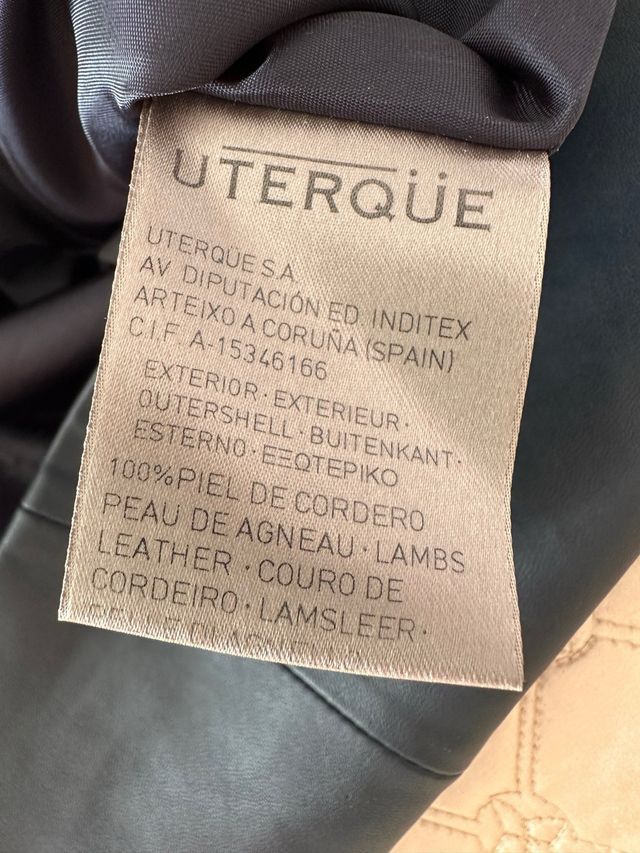 UTERQÜE
UTERQÜE S.A.
AV. DIPUTACIÓN ED. INDITEX
ARTEIXO A CORUÑA (SPAIN)
C.I.F. A-15346166
EXTERIOR · EXTERIEUR ·
OUTERSHELL · BUITENKANT ·
ESTERNO · ΕΞΩΤΕΡΙΚΟ
100%PIEL DE CORDERO
PEAU DE AGNEAU · LAMBS
LEATHER · COURO DE
CORDEIRO · LAMSLEER ·